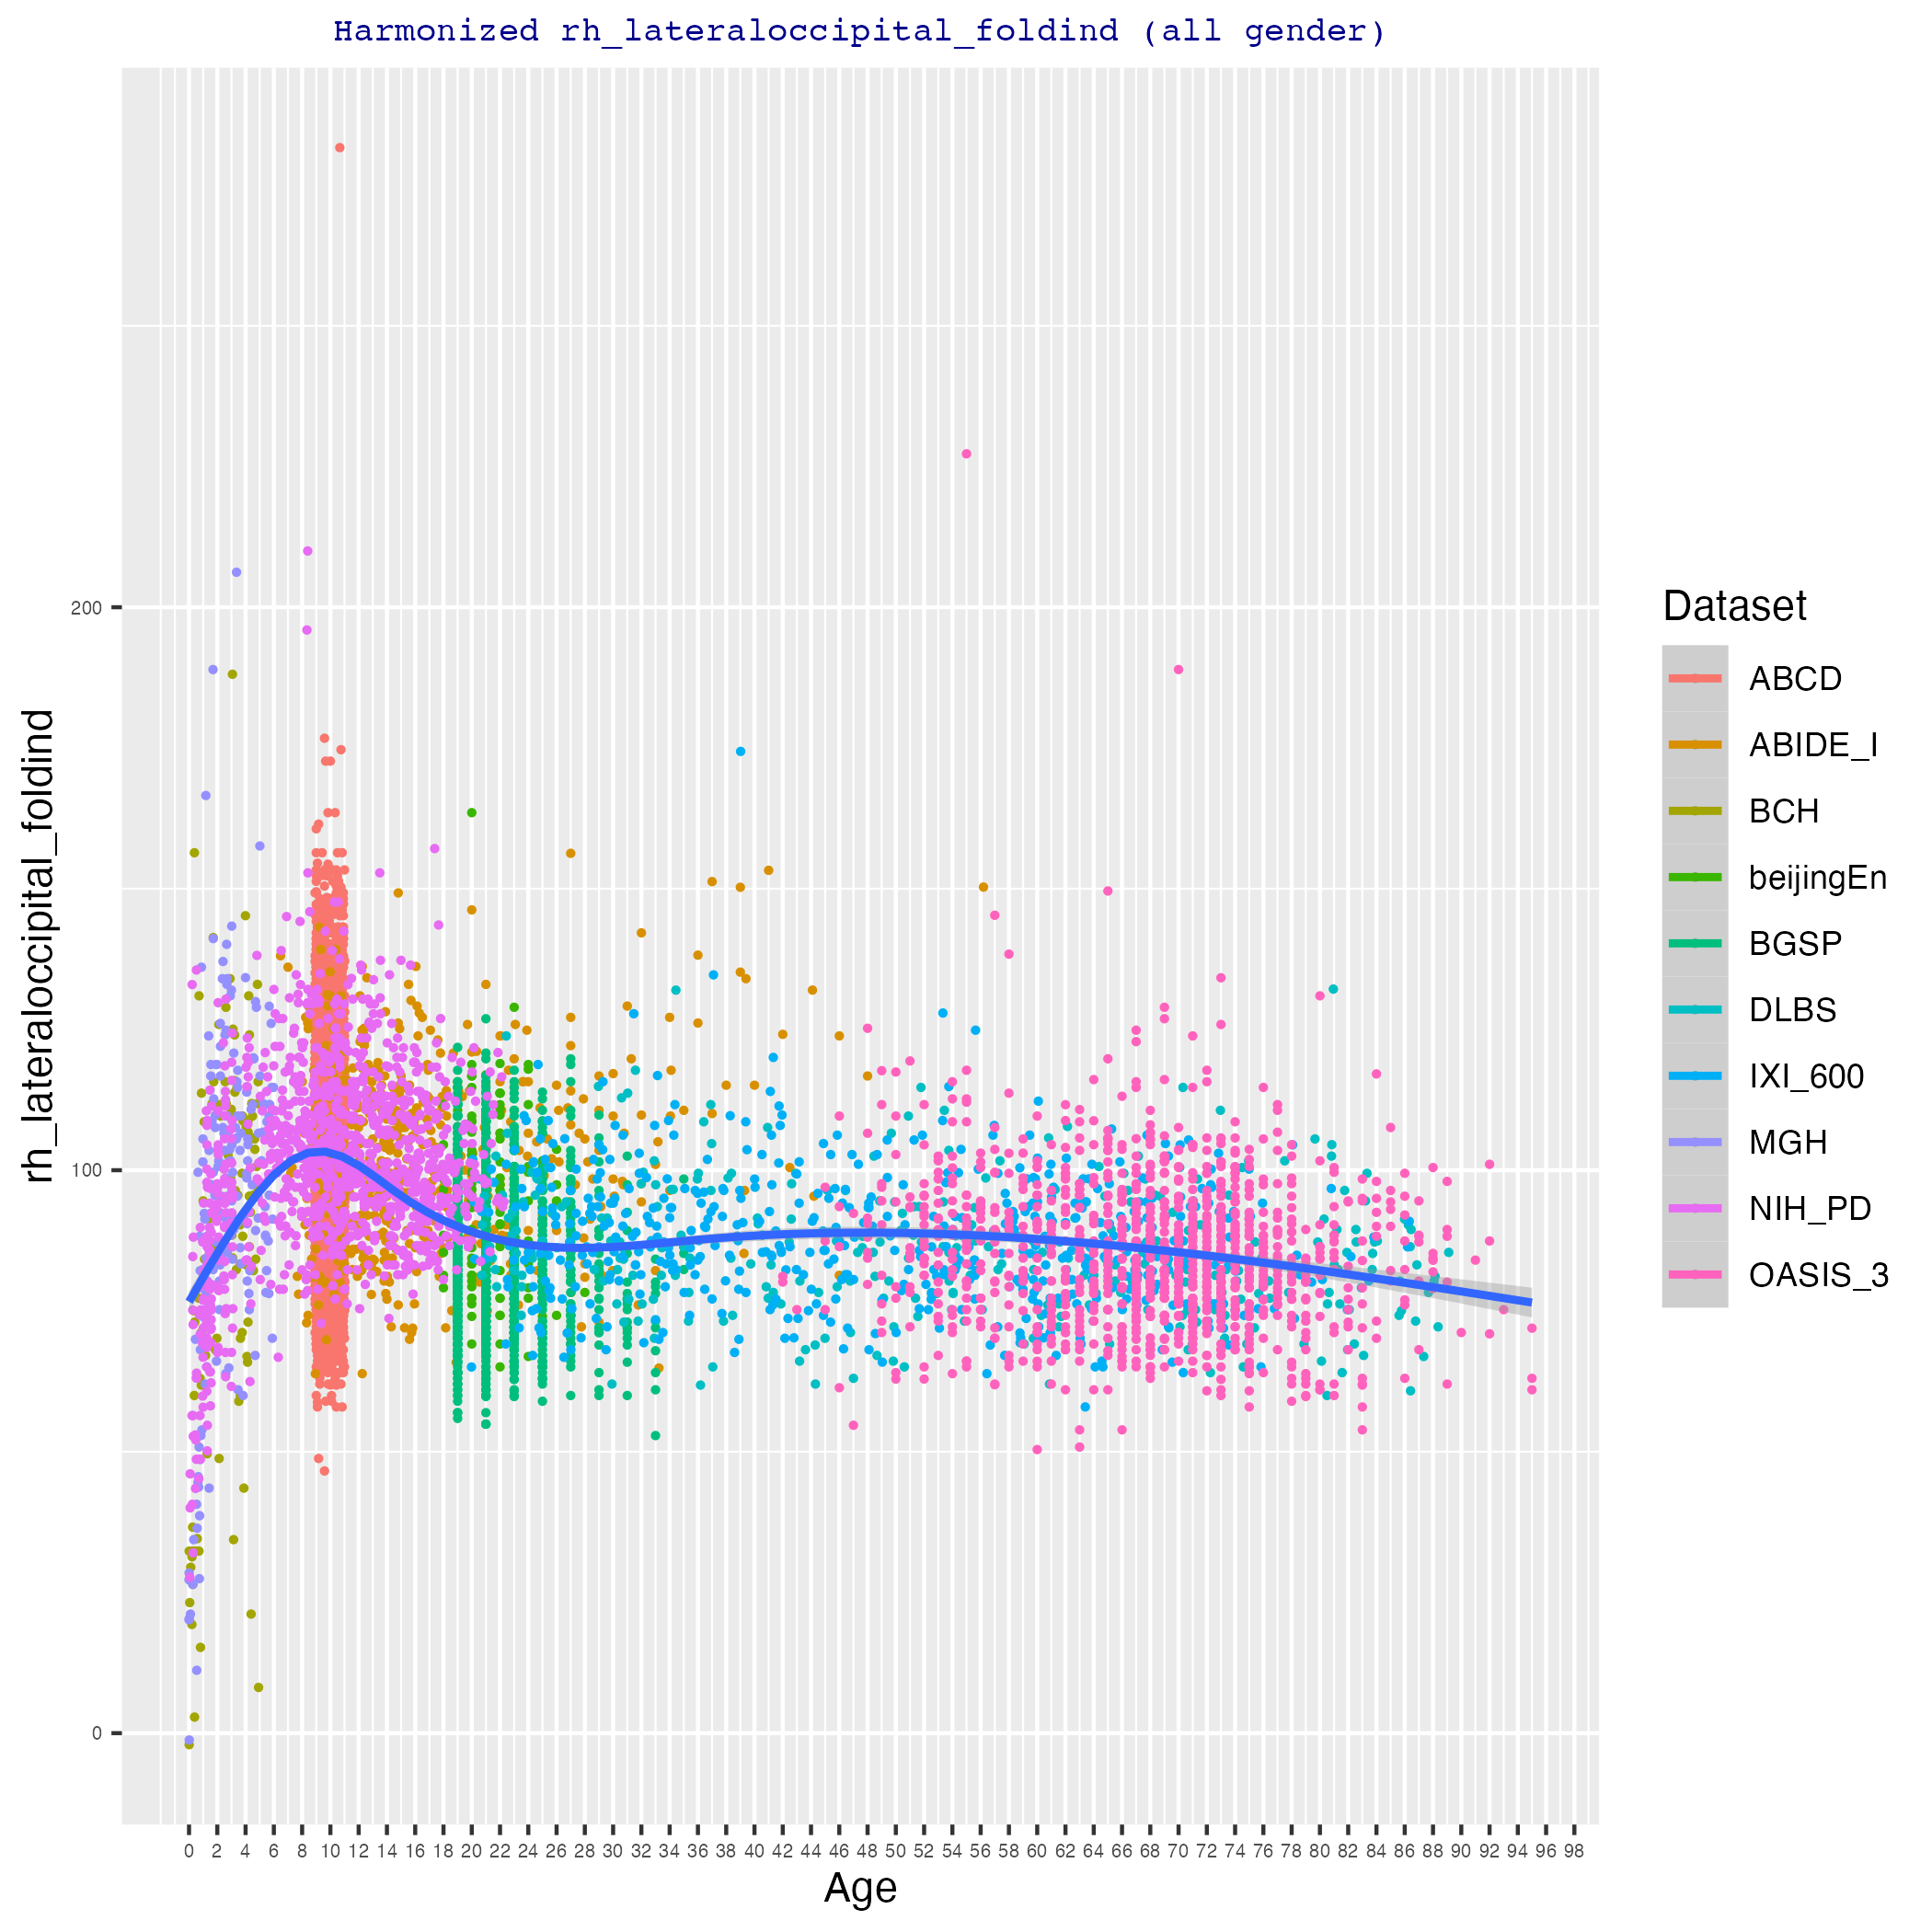 Harmonized rh_lateraloccipital_foldind (all gender)
rh_lateraloccipital_foldind
200
100
0
0 2 4 6 8 10 12 14 16 18 20 22 24 26 28 30 32 34 36 38 40 42 44 46 48 50 52 54 56 58 60 62 64 66 68 70 72 74 76 78 80 82 84 86 88 90 92 94 96 98
Age
Dataset
ABCD
ABIDE_I
BCH
beijingEn
BGSP
DLBS
IXI_600
MGH
NIH_PD
OASIS_3